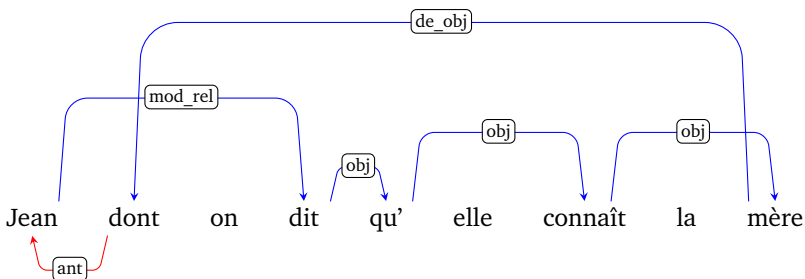 de_obj
mod_rel
obj obj
obj
Jean dont on dit qu' elle connaît la mère
ant